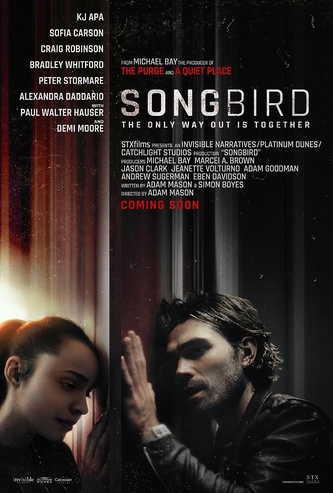 KJ APA
SOFIA CARSON
CRAIG ROBINSON
BRADLEY WHITFORD
PETER STORMARE
ALEXANDRA DADDARIO
WITH
PAUL WALTER HAUSER
AND
DEMI MOORE
FROM MICHAEL BAY THE PRODUCER OF
THE PURGE AND A QUIET PLACE
SONGBIRD
THE ONLY WAY OUT IS TOGETHER
STXfilms PRESENTS AN INVISIBLE NARRATIVES/PLATINUM DUNES/
CATCHLIGHT STUDIOS PRODUCTION "SONGBIRD"
PRODUCERS MICHAEL BAY MARCEI A. BROWN
JASON CLARK JEANETTE VOLTURNO ADAM GOODMAN
ANDREW SUGERMAN EBEN DAVIDSON
WRITTEN BY ADAM MASON & SIMON BOYES
DIRECTED BY ADAM MASON
COMING SOON
Invisible
STX